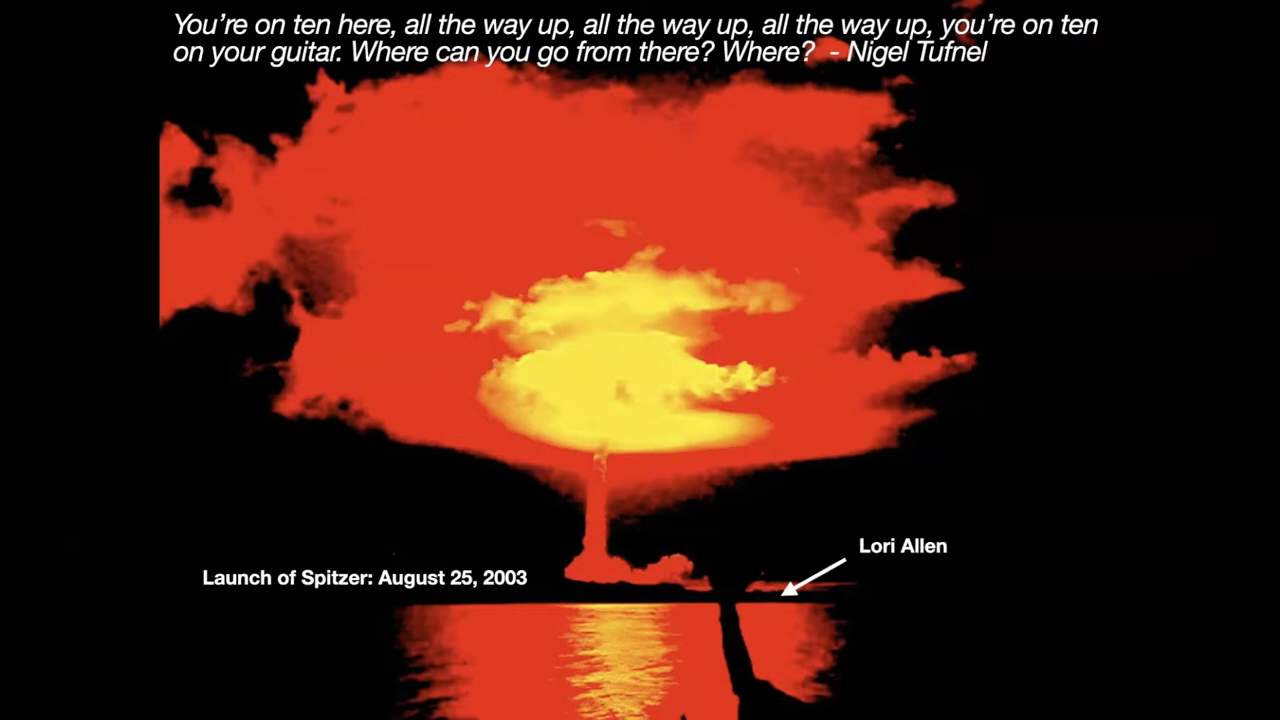 You’re on ten here, all the way up, all the way up, all the way up, you’re on ten
on your guitar. Where can you go from there? Where?  - Nigel Tufnel
Lori Allen
Launch of Spitzer: August 25, 2003